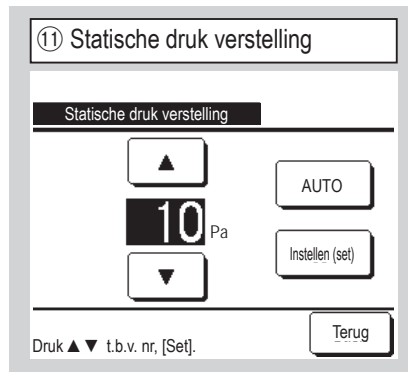 ⑪ Statische druk verstelling
Statische druk verstelling
▲
AUTO
10 Pa
Instellen (set)
▼
Terug
Druk ▲ ▼ t.b.v. nr, [Set].